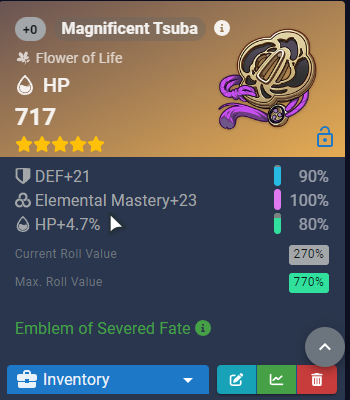 +0 Magnificent Tsuba
Flower of Life
HP
717
DEF+21 90%
Elemental Mastery+23 100%
HP+4.7% 80%
Current Roll Value 270%
Max. Roll Value 770%
Emblem of Severed Fate
Inventory